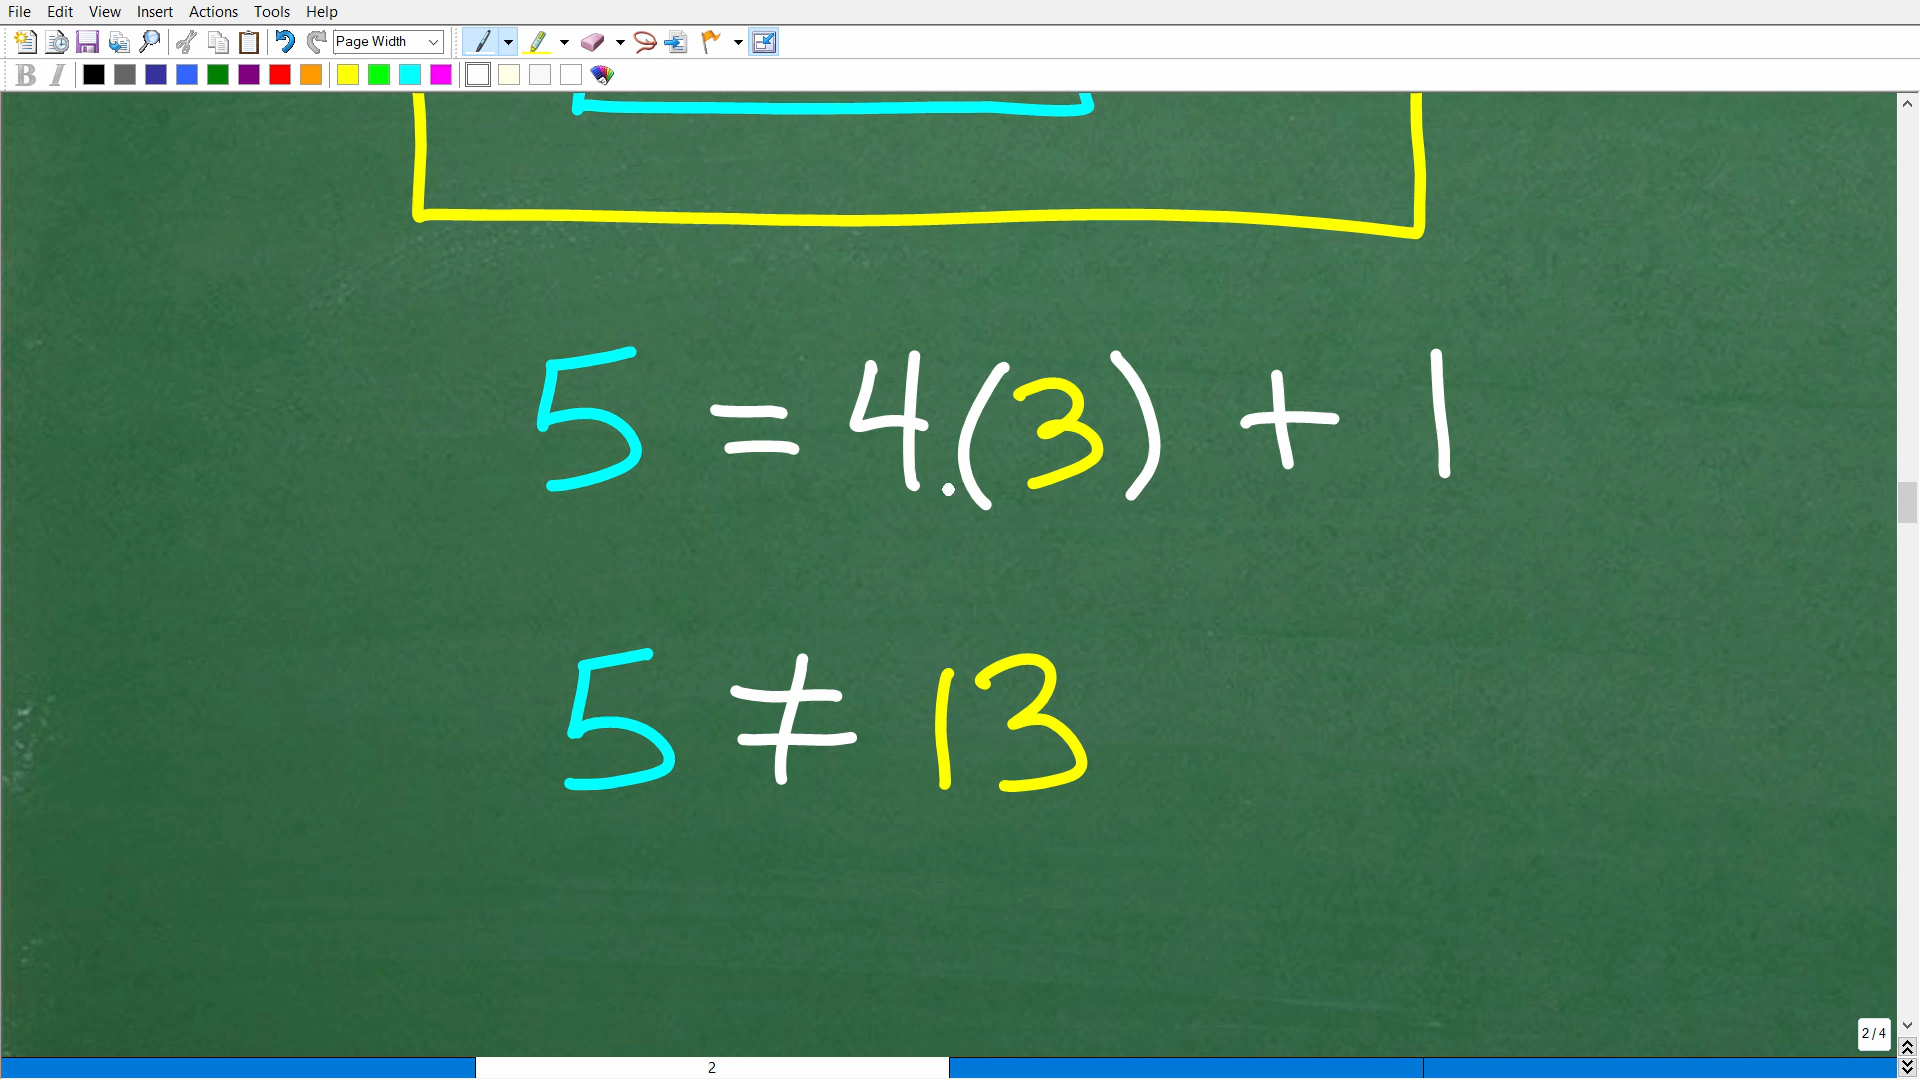 File Edit View Insert Actions Tools Help
Page Width
B I
5 = 4(3) + 1
5 ≠ 13
2 / 4
2